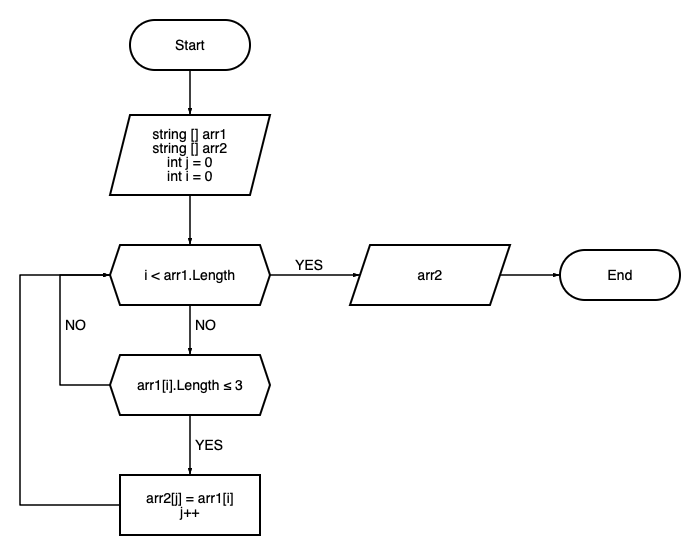 Start
string [] arr1
string [] arr2
int j = 0
int i = 0
i < arr1.Length
YES
arr2
End
NO
NO
arr1[i].Length ≤ 3
YES
arr2[j] = arr1[i]
j++